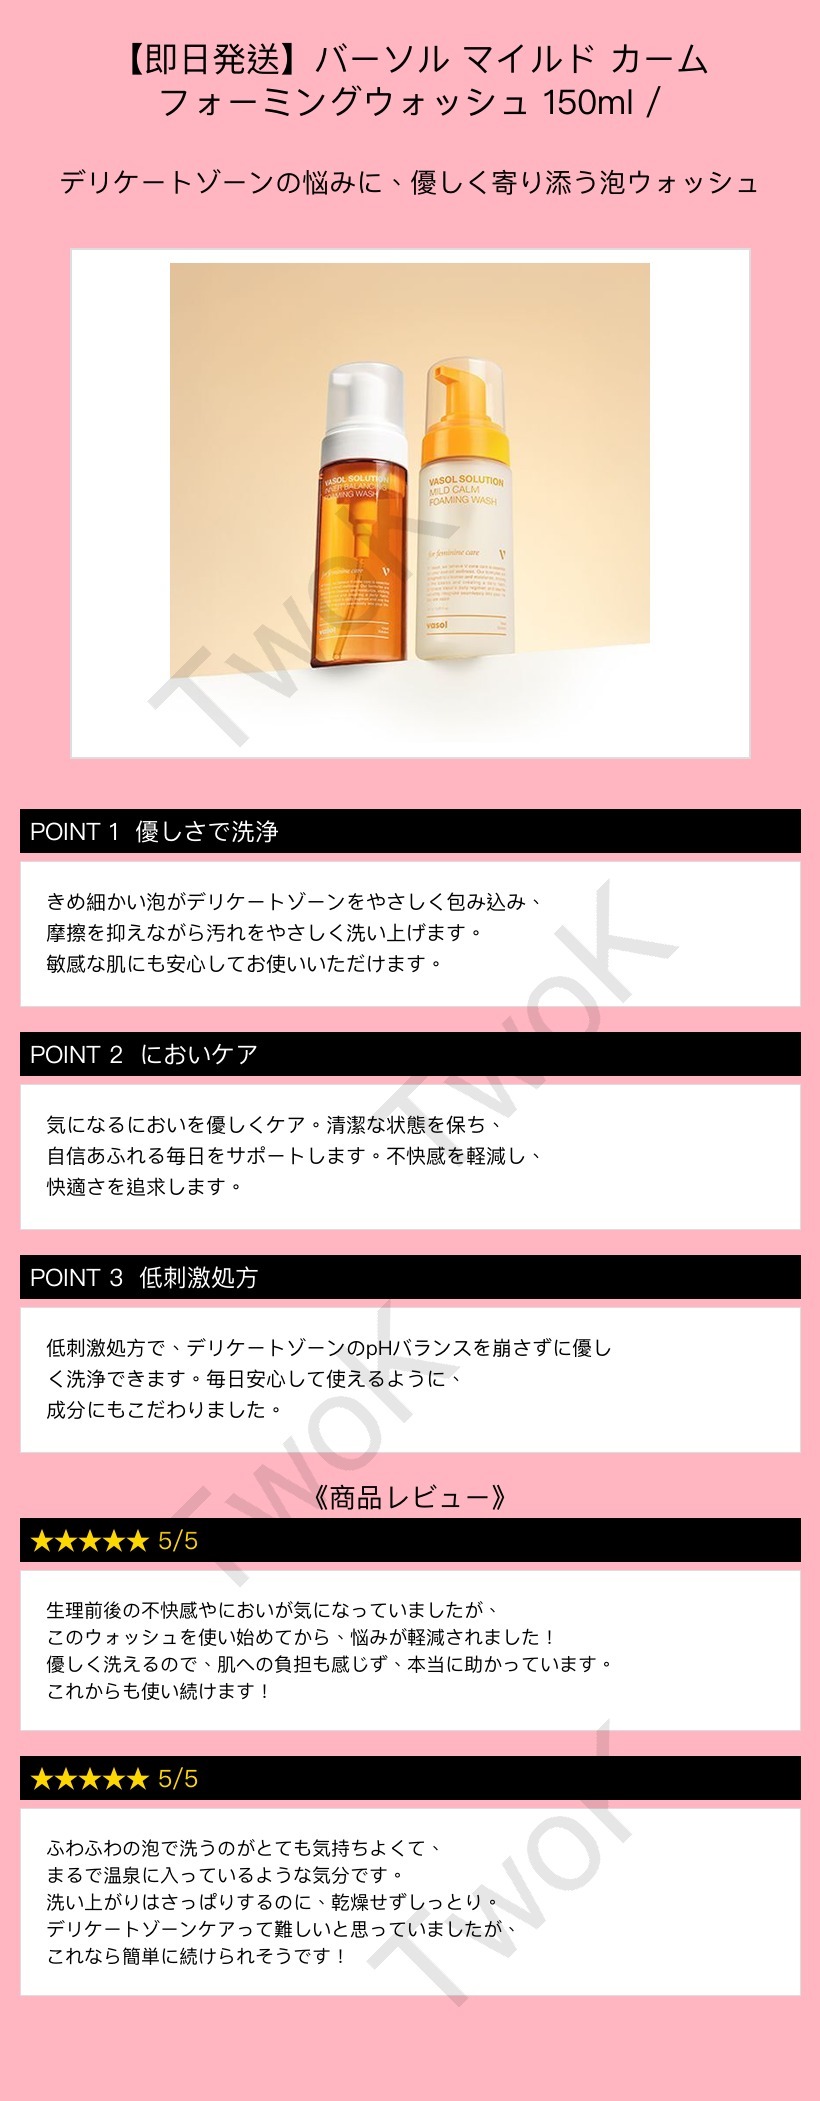 【即日発送】バーソル マイルド カーム
フォーミングウォッシュ 150ml /
デリケートゾーンの悩みに、優しく寄り添う泡ウォッシュ
VASOL SOLUTION
INNER BALANCING
FOAMING WASH
for feminine care
V
vasol
VASOL SOLUTION
MILD CALM
FOAMING WASH
for feminine care
V
vasol
TwoK
POINT 1 優しさで洗浄
きめ細かい泡がデリケートゾーンをやさしく包み込み、
摩擦を抑えながら汚れをやさしく洗い上げます。
敏感な肌にも安心してお使いいただけます。
TwoK
POINT 2 においケア
気になるにおいを優しくケア。清潔な状態を保ち、
自信あふれる毎日をサポートします。不快感を軽減し、
快適さを追求します。
POINT 3 低刺激処方
低刺激処方で、デリケートゾーンのpHバランスを崩さずに優し
く洗浄できます。毎日安心して使えるように、
成分にもこだわりました。
TwoK
《商品レビュー》
★★★★★ 5/5
生理前後の不快感やにおいが気になっていましたが、
このウォッシュを使い始めてから、悩みが軽減されました！
優しく洗えるので、肌への負担も感じず、本当に助かっています。
これからも使い続けます！
★★★★★ 5/5
ふわふわの泡で洗うのがとても気持ちよくて、
まるで温泉に入っているような気分です。
洗い上がりはさっぱりするのに、乾燥せずしっとり。
デリケートゾーンケアって難しいと思っていましたが、
これなら簡単に続けられそうです！
TwoK